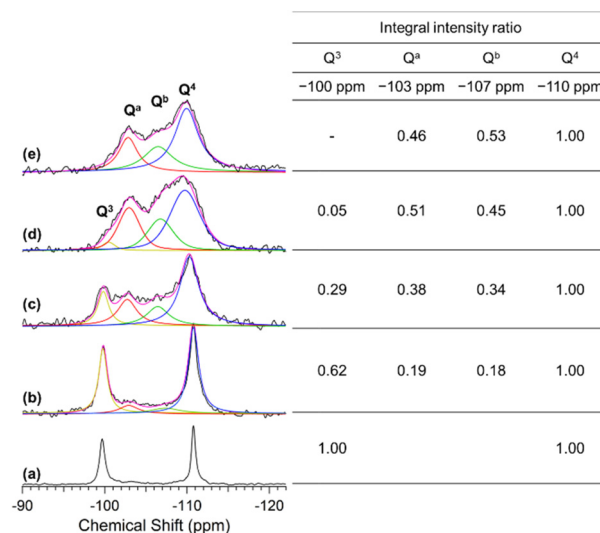 Integral intensity ratio
Q³ Qᵃ Qᵇ Q⁴
−100 ppm −103 ppm −107 ppm −110 ppm
Qᵃ Qᵇ Q⁴
(e) - 0.46 0.53 1.00
Q³
(d) 0.05 0.51 0.45 1.00
(c) 0.29 0.38 0.34 1.00
(b) 0.62 0.19 0.18 1.00
(a) 1.00 1.00
-90 -100 -110 -120
Chemical Shift (ppm)